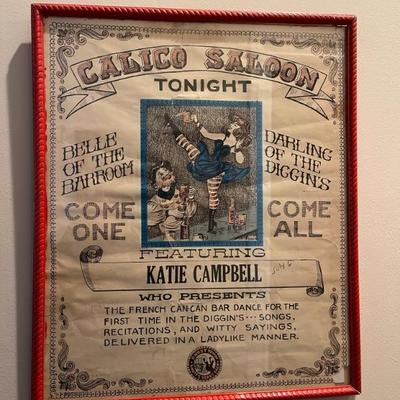 CALICO SALOON
TONIGHT
BELLE
OF THE
BARROOM
DARLING
OF THE
DIGGIN'S
COME
ONE
COME
ALL
FEATURING
KATIE CAMPBELL
WHO PRESENTS
THE FRENCH CAN CAN BAR DANCE FOR THE
FIRST TIME IN THE DIGGIN'S --- SONGS,
RECITATIONS, AND WITTY SAYINGS,
DELIVERED IN A LADYLIKE MANNER.